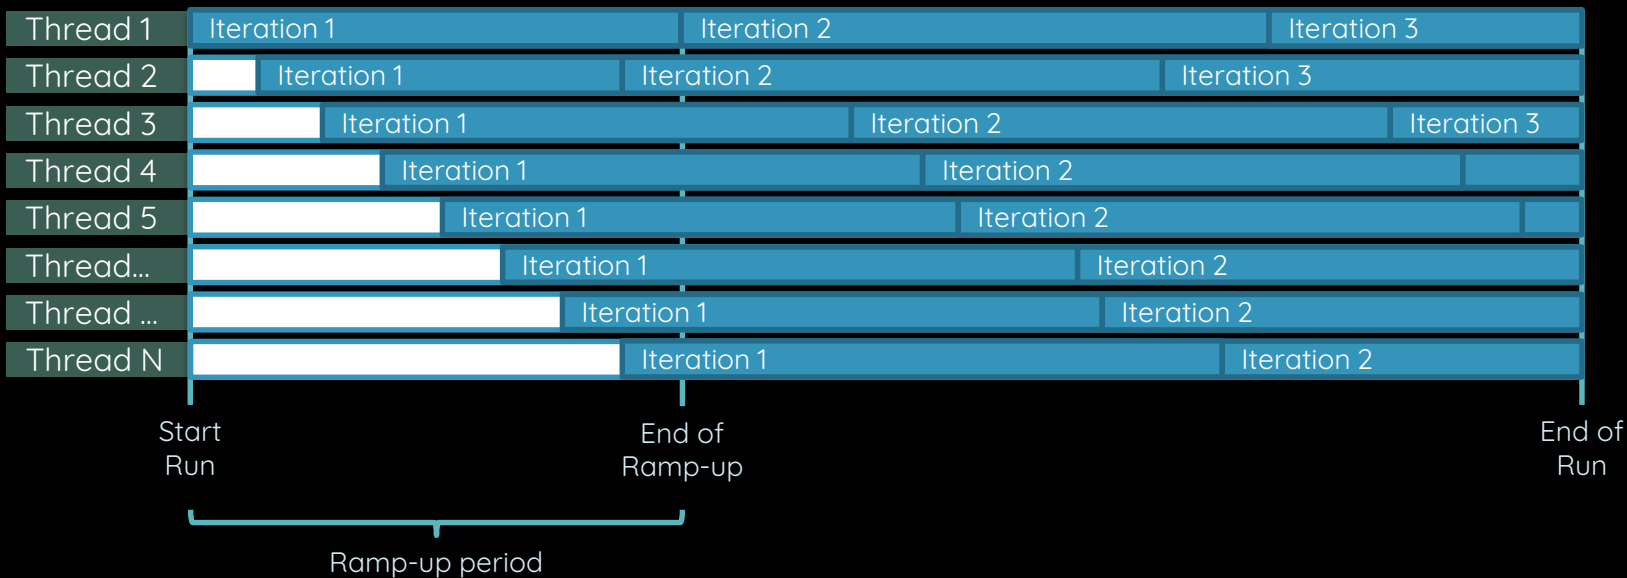 Thread 1 Iteration 1 Iteration 2 Iteration 3
Thread 2 Iteration 1 Iteration 2 Iteration 3
Thread 3 Iteration 1 Iteration 2 Iteration 3
Thread 4 Iteration 1 Iteration 2
Thread 5 Iteration 1 Iteration 2
Thread... Iteration 1 Iteration 2
Thread ... Iteration 1 Iteration 2
Thread N Iteration 1 Iteration 2
Start
Run
End of
Ramp-up
End of
Run
Ramp-up period